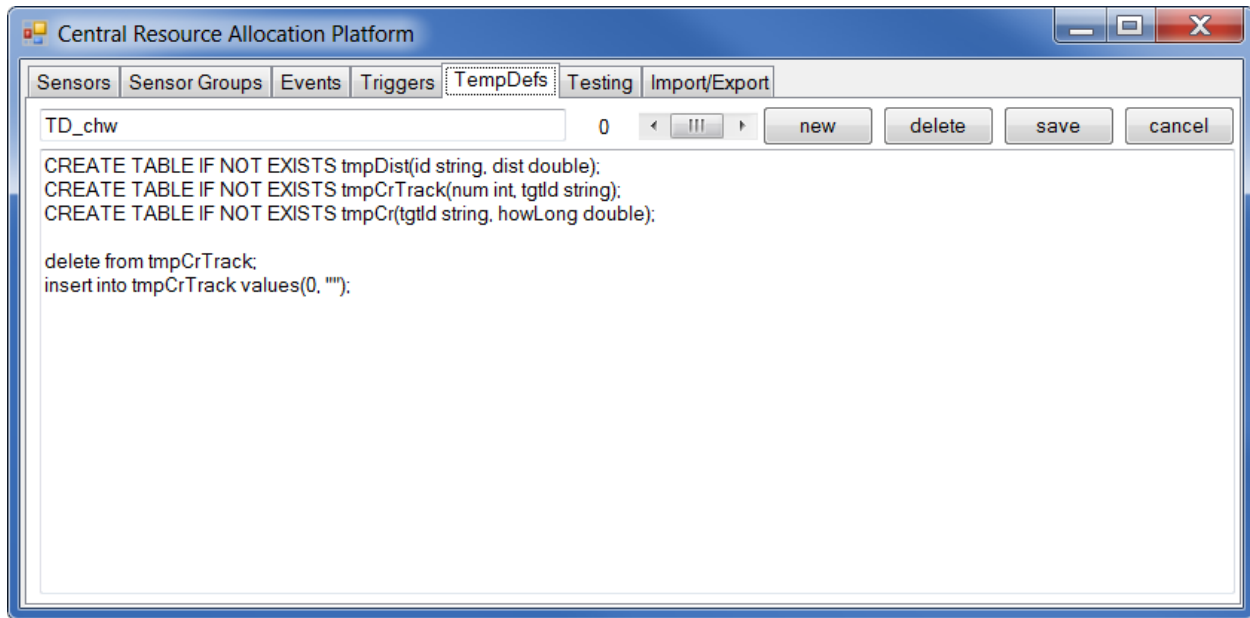 Central Resource Allocation Platform
Sensors Sensor Groups Events Triggers TempDefs Testing Import/Export
TD_chw 0 new delete save cancel
CREATE TABLE IF NOT EXISTS tmpDist(id string, dist double);
CREATE TABLE IF NOT EXISTS tmpCrTrack(num int, tgtId string);
CREATE TABLE IF NOT EXISTS tmpCr(tgtId string, howLong double);
delete from tmpCrTrack;
insert into tmpCrTrack values(0, "");